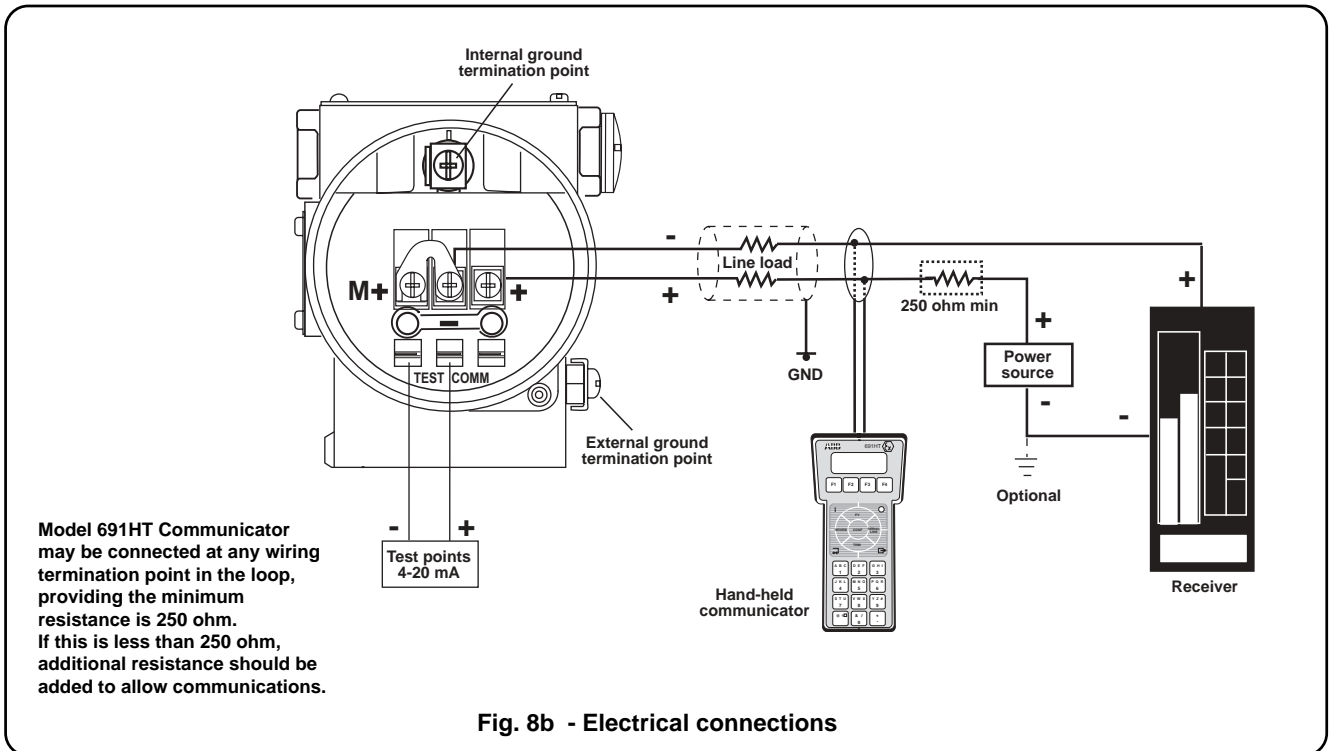 Internal ground
termination point
M+
-
+
-
TEST COMM
- +
Test points
4-20 mA
External ground
termination point
-
Line load
+
GND
250 ohm min
+
Power
source
-
Optional
+
-
Receiver
ABB
691HT
F1 F2 F3 F4
Hand-held
communicator
Model 691HT Communicator
may be connected at any wiring
termination point in the loop,
providing the minimum
resistance is 250 ohm.
If this is less than 250 ohm,
additional resistance should be
added to allow communications.
Fig. 8b - Electrical connections